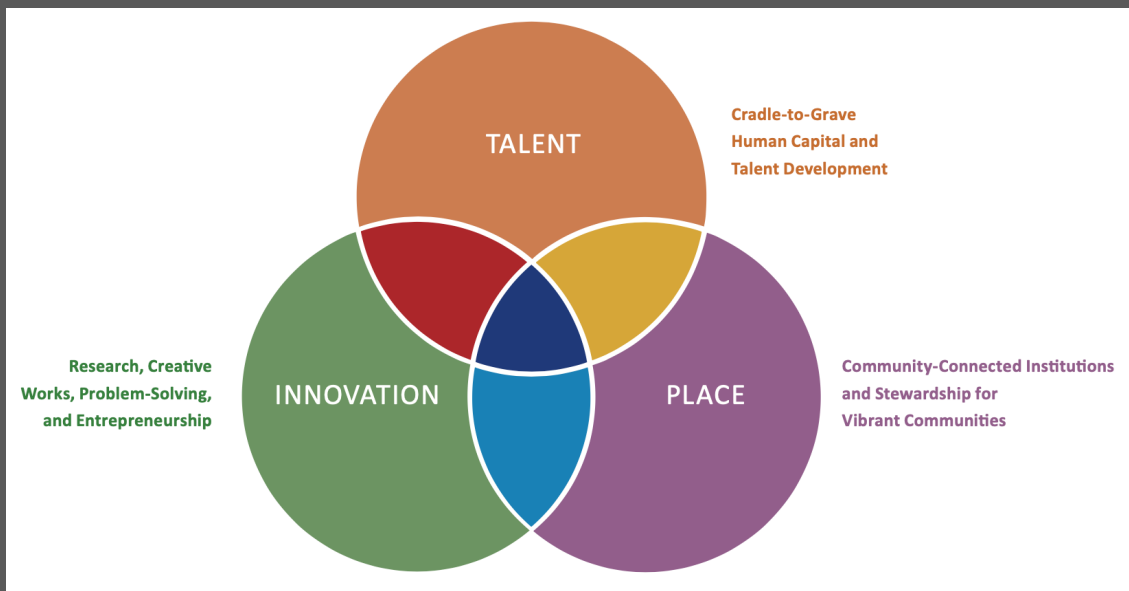 TALENT
Cradle-to-Grave
Human Capital and
Talent Development
INNOVATION
Research, Creative
Works, Problem-Solving,
and Entrepreneurship
PLACE
Community-Connected Institutions
and Stewardship for
Vibrant Communities